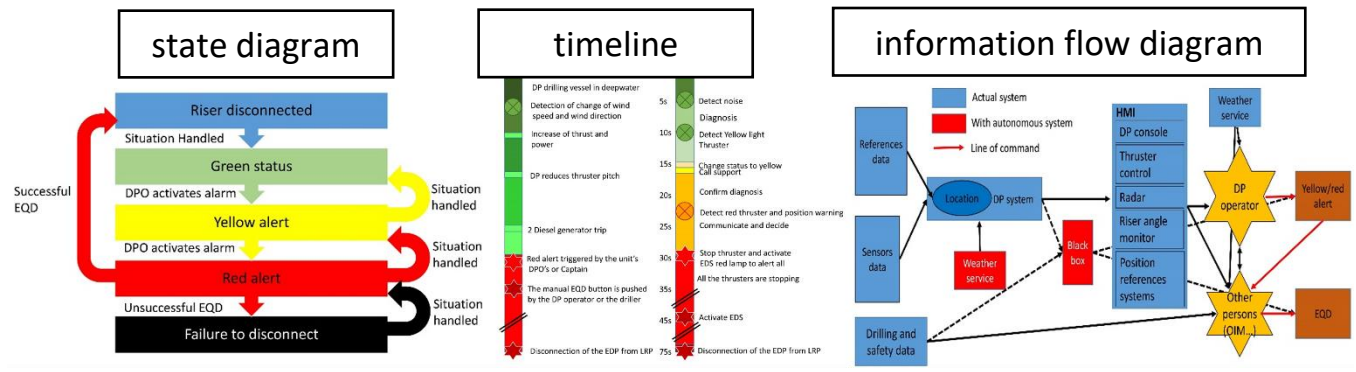 state diagram
timeline
information flow diagram
Riser disconnected
Situation Handled
Green status
DPO activates alarm
Yellow alert
DPO activates alarm
Red alert
Unsuccessful EQD
Failure to disconnect
Successful
EQD
Situation
handled
Situation
handled
Situation
handled
DP drilling vessel in deepwater
Detection of change of wind
speed and wind direction
Increase of thrust and
power
DP reduces thruster pitch
2 Diesel generator trip
Red alert triggered by the unit's
DPO's or Captain
The manual EQD button is pushed
by the DP operator or the driller
Disconnection of the EDP from LRP
5s
10s
15s
20s
25s
30s
35s
45s
75s
Detect noise
Diagnosis
Detect Yellow light
Thruster
Change status to yellow
Call support
Confirm diagnosis
Detect red thruster and position warning
Communicate and decide
Stop thruster and activate
EDS red lamp to alert all
All the thrusters are stopping
Activate EDS
Disconnection of the EDP from LRP
Actual system
With autonomous system
Line of command
References
data
Sensors
data
Drilling and
safety data
Location
DP system
Weather
service
Black
box
HMI
DP console
Thruster
control
Radar
Riser angle
monitor
Position
references
systems
Weather
service
DP
operator
Yellow/red
alert
Other
persons
(OIM...)
EQD